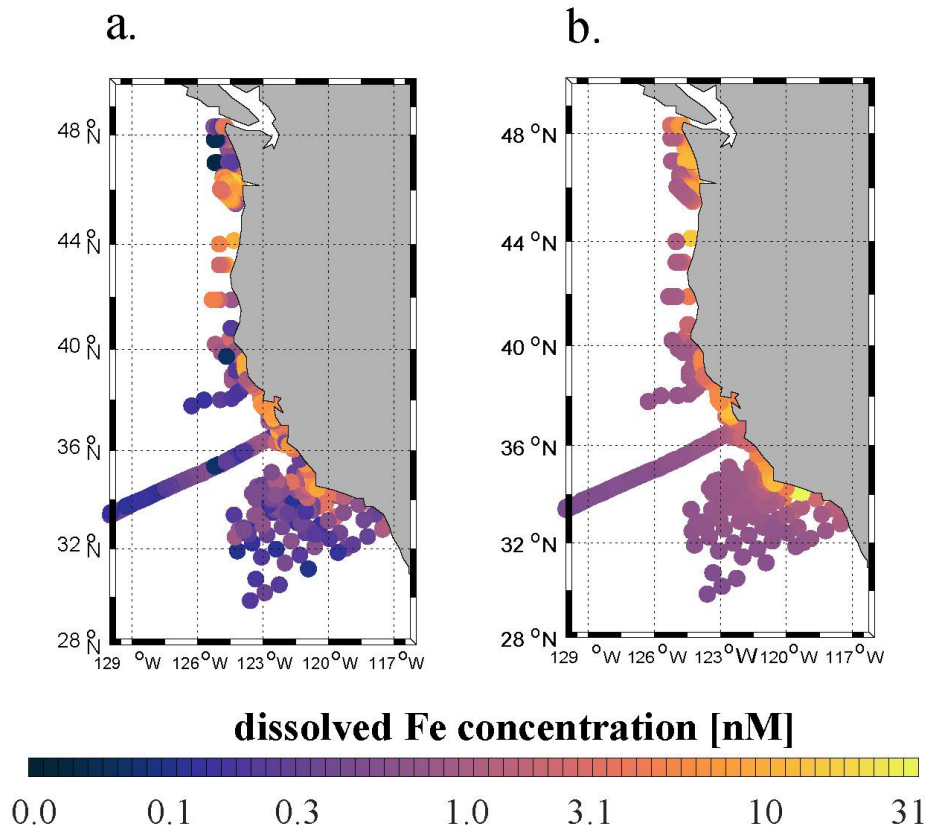 a. b.
48 °N 48 °N
44 °N 44 °N
40 °N 40 °N
36 °N 36 °N
32 °N 32 °N
28 °N 28 °N
129 °W 126°W 123°W 120°W 117°W 129 °W 126°W 123°W 120°W 117°W
dissolved Fe concentration [nM]
0.0 0.1 0.3 1.0 3.1 10 31